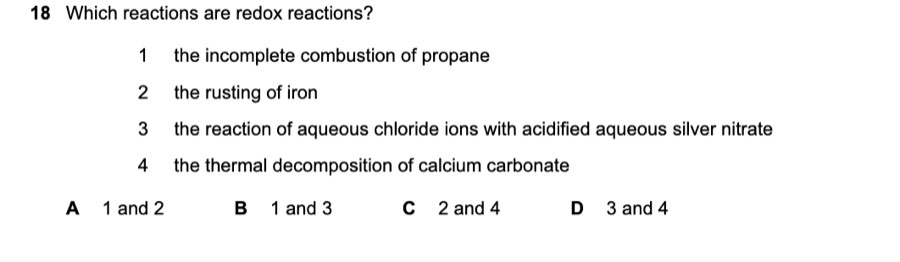 18 Which reactions are redox reactions?
1 the incomplete combustion of propane
2 the rusting of iron
3 the reaction of aqueous chloride ions with acidified aqueous silver nitrate
4 the thermal decomposition of calcium carbonate
A 1 and 2 B 1 and 3 C 2 and 4 D 3 and 4